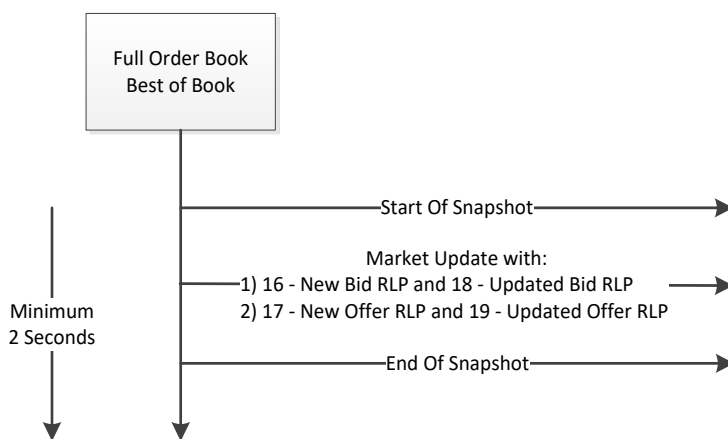 Full Order Book
Best of Book
Start Of Snapshot
Market Update with:
1) 16 - New Bid RLP and 18 - Updated Bid RLP
2) 17 - New Offer RLP and 19 - Updated Offer RLP
Minimum
2 Seconds
End Of Snapshot